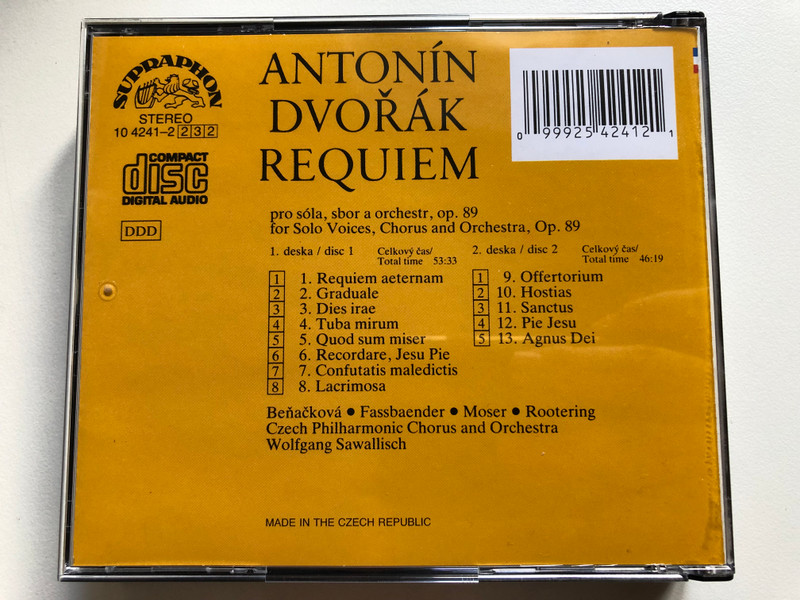 SUPRAPHON
STEREO
10 4241-2 232
COMPACT
disc
DIGITAL AUDIO
DDD
ANTONÍN
DVOŘÁK
REQUIEM
0 99925 42412 1
pro sóla, sbor a orchestr, op. 89
for Solo Voices, Chorus and Orchestra, Op. 89
1. deska / disc 1 Celkový čas/
Total time 53:33
1 1. Requiem aeternam
2 2. Graduale
3 3. Dies irae
4 4. Tuba mirum
5 5. Quod sum miser
6 6. Recordare, Jesu Pie
7 7. Confutatis maledictis
8 8. Lacrimosa
2. deska / disc 2 Celkový čas/
Total time 46:19
1 9. Offertorium
2 10. Hostias
3 11. Sanctus
4 12. Pie Jesu
5 13. Agnus Dei
Beňačková ● Fassbaender ● Moser ● Rootering
Czech Philharmonic Chorus and Orchestra
Wolfgang Sawallisch
MADE IN THE CZECH REPUBLIC